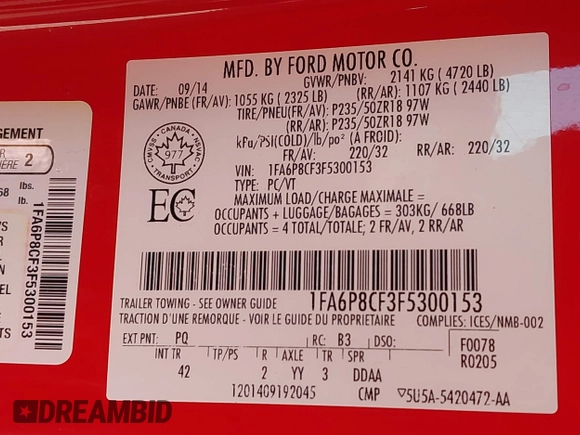 MFD. BY FORD MOTOR CO.
DATE: 09/14 GVWR/PNBV: 2141 KG ( 4720 LB)
GAWR/PNBE (FR/AV): 1055 KG ( 2325 LB) (RR/AR): 1107 KG ( 2440 LB)
TIRE/PNEU(FR/AV): P235/50ZR18 97W
(RR/AR): P235/50ZR18 97W
kPa/PSI(COLD)/lb/po² (A FROID):
FR/AV: 220/32 RR/AR: 220/32
VIN: 1FA6P8CF3F5300153
TYPE: PC/VT
MAXIMUM LOAD/CHARGE MAXIMALE =
OCCUPANTS + LUGGAGE/BAGAGES = 303KG/ 668LB
OCCUPANTS = 4 TOTAL/TOTALE; 2 FR/AV, 2 RR/AR
CANADA
CMVSS NSVAC
977
TRANSPORT
EC
TRAILER TOWING - SEE OWNER GUIDE 1FA6P8CF3F5300153
TRACTION D'UNE REMORQUE - VOIR LE GUIDE DU PROPRIETAIRE COMPLIES: ICES/NMB-002
EXT PNT: PQ RC: B3 DSO: F0078
INT TR TP/PS R AXLE TR SPR R0205
42 2 YY 3 DDAA
1201409192045 CMP 5U5A-5420472-AA
2
lbs.
lb.
1FA6P8CF3F5300153
DREAMBID